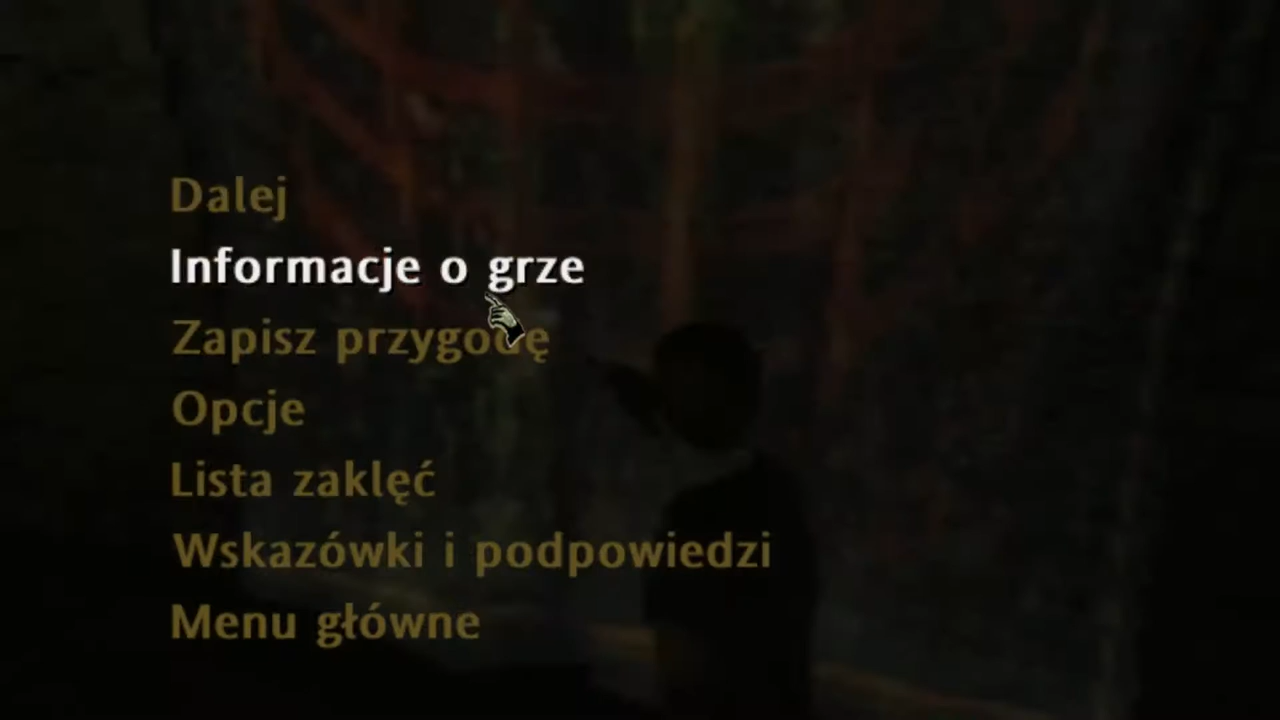 Dalej
Informacje o grze
Zapisz przygodę
Opcje
Lista zaklęć
Wskazówki i podpowiedzi
Menu główne